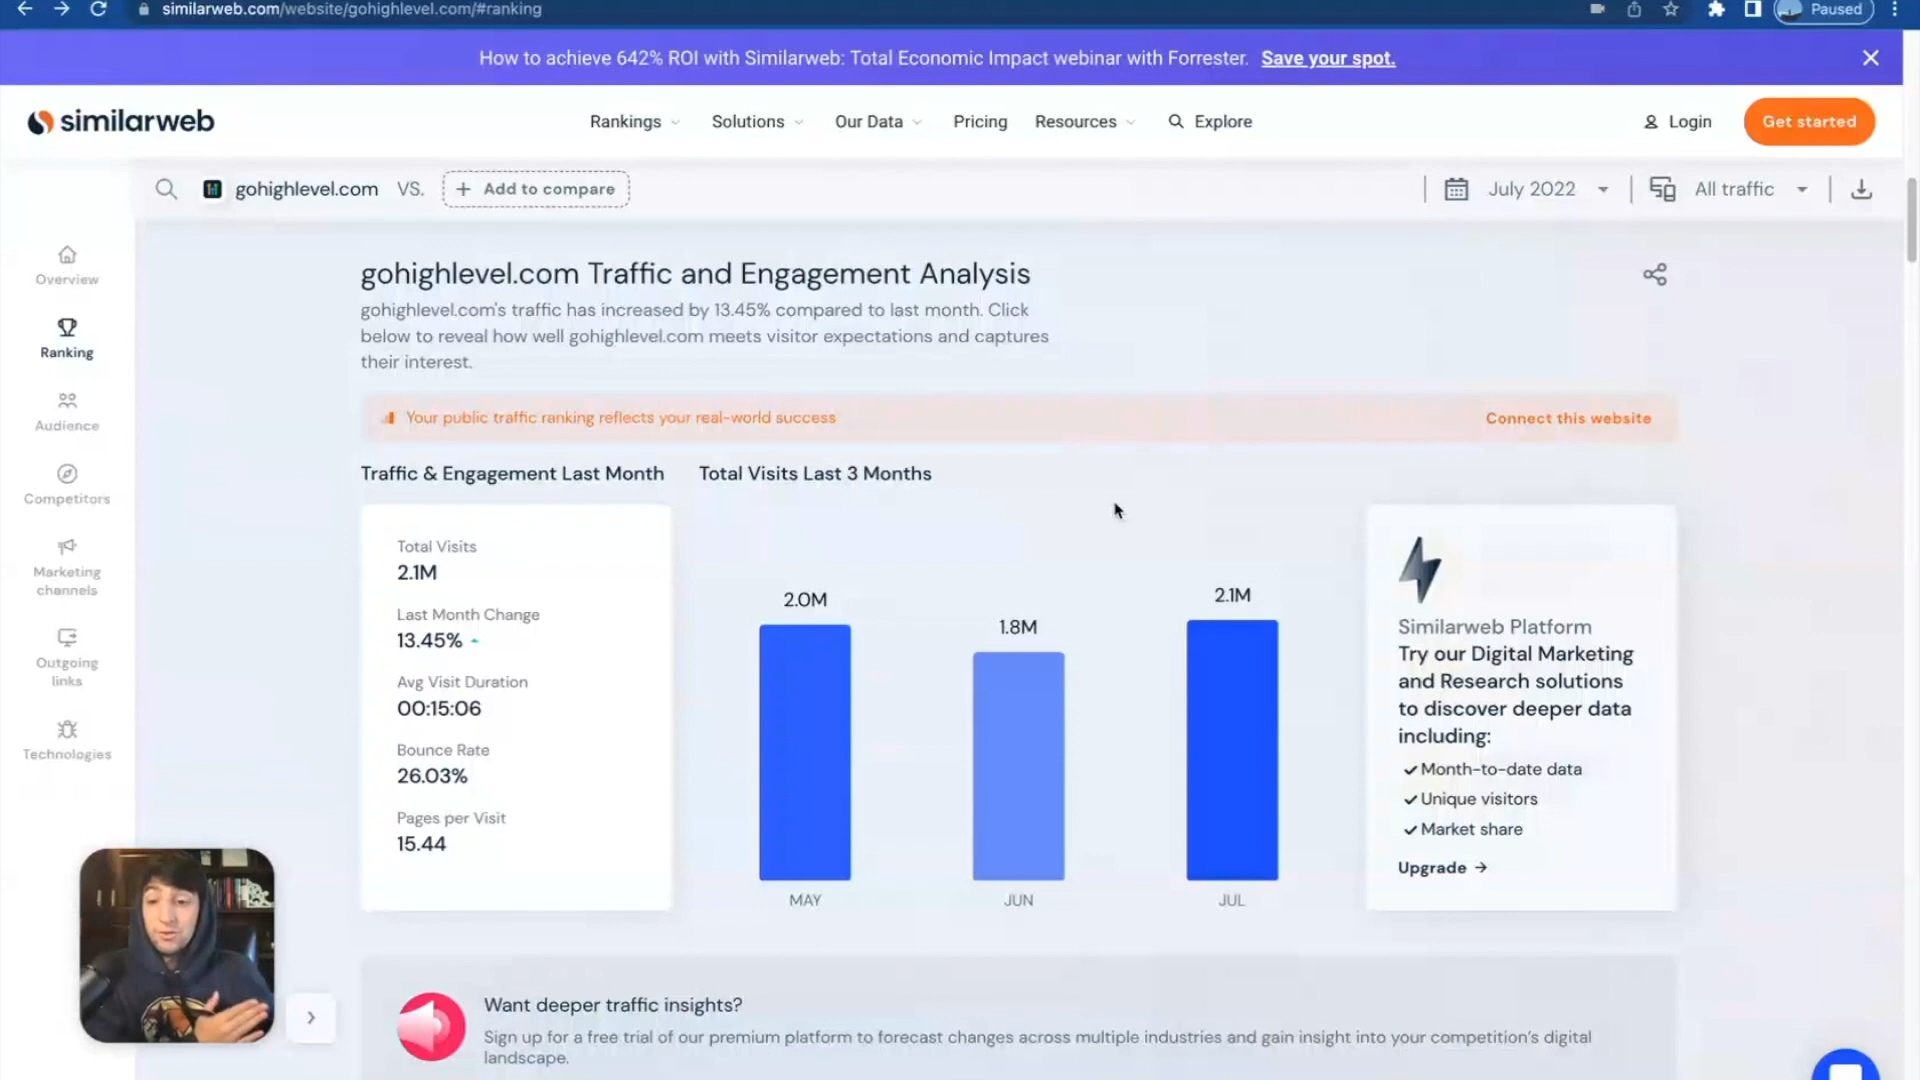 similarweb.com/website/gohighlevel.com/#ranking
Paused
How to achieve 642% ROI with Similarweb: Total Economic Impact webinar with Forrester. Save your spot.
similarweb
Rankings
Solutions
Our Data
Pricing
Resources
Explore
Login
Get started
gohighlevel.com VS. + Add to compare
July 2022
All traffic
Overview
Ranking
Audience
Competitors
Marketing
channels
Outgoing
links
Technologies
gohighlevel.com Traffic and Engagement Analysis
gohighlevel.com's traffic has increased by 13.45% compared to last month. Click
below to reveal how well gohighlevel.com meets visitor expectations and captures
their interest.
Your public traffic ranking reflects your real-world success
Connect this website
Traffic & Engagement Last Month
Total Visits
2.1M
Last Month Change
13.45%
Avg Visit Duration
00:15:06
Bounce Rate
26.03%
Pages per Visit
15.44
Total Visits Last 3 Months
2.0M
1.8M
2.1M
MAY
JUN
JUL
Similarweb Platform
Try our Digital Marketing
and Research solutions
to discover deeper data
including:
Month-to-date data
Unique visitors
Market share
Upgrade →
Want deeper traffic insights?
Sign up for a free trial of our premium platform to forecast changes across multiple industries and gain insight into your competition's digital
landscape.